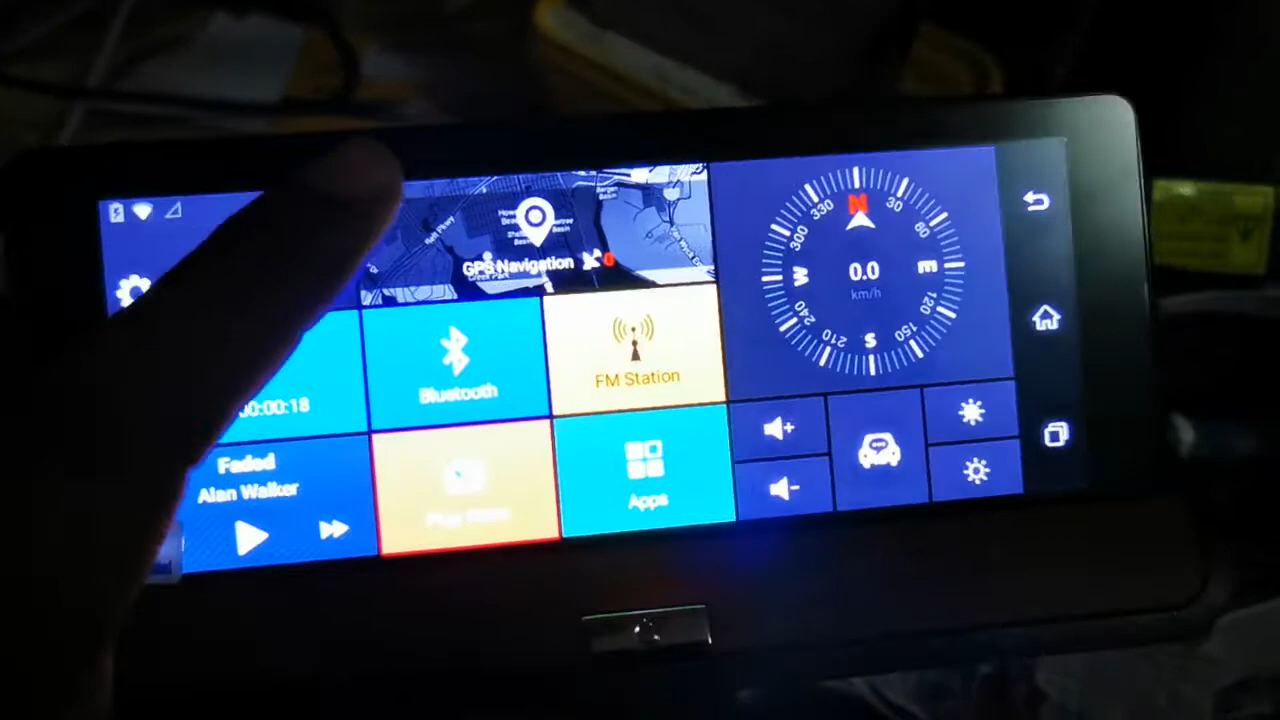 GPS Navigation
0
00:00:18
Bluetooth
FM Station
Faded
Alan Walker
Apps
N
30
60
E
120
150
S
210
240
W
300
330
0.0
km/h